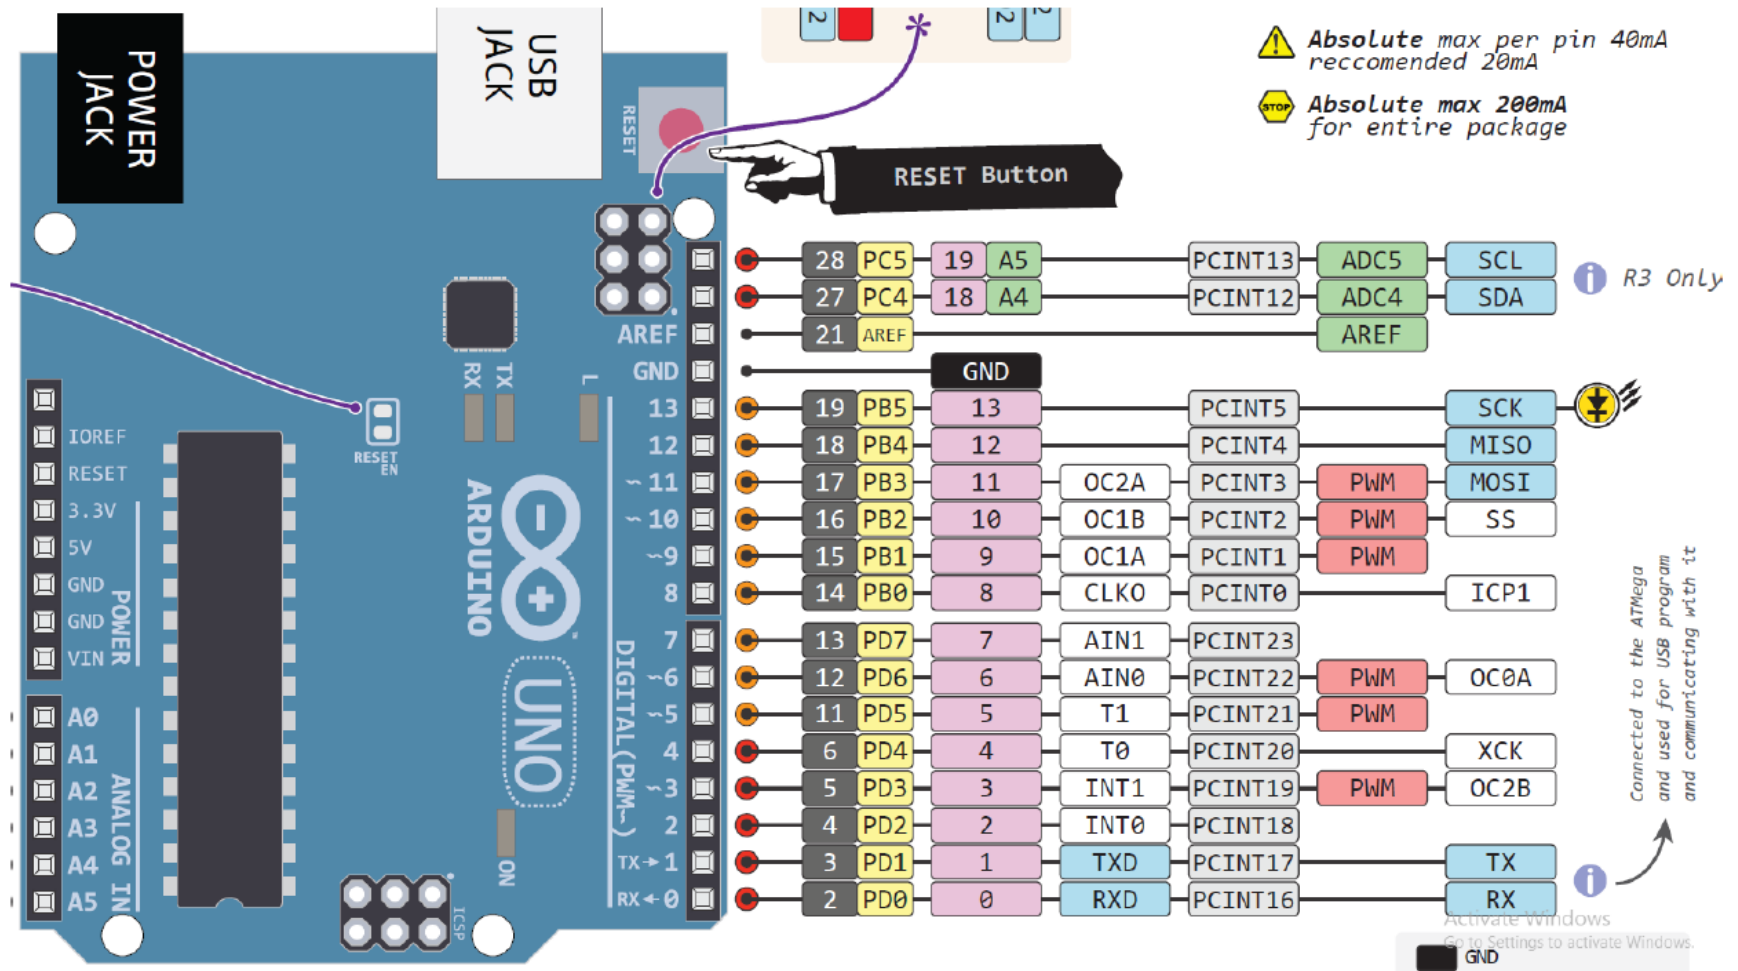 POWER
JACK
USB
JACK
RESET
2
2
Absolute max per pin 40mA
reccomended 20mA
STOP
Absolute max 200mA
for entire package
RESET Button
28 PC5 19 A5 PCINT13 ADC5 SCL
27 PC4 18 A4 PCINT12 ADC4 SDA
i R3 Only
AREF 21 AREF AREF
GND GND
13 19 PB5 13 PCINT5 SCK
12 18 PB4 12 PCINT4 MISO
~11 17 PB3 11 OC2A PCINT3 PWM MOSI
~10 16 PB2 10 OC1B PCINT2 PWM SS
~9 15 PB1 9 OC1A PCINT1 PWM
8 14 PB0 8 CLKO PCINT0 ICP1
7 13 PD7 7 AIN1 PCINT23
~6 12 PD6 6 AIN0 PCINT22 PWM OC0A
~5 11 PD5 5 T1 PCINT21 PWM
4 6 PD4 4 T0 PCINT20 XCK
~3 5 PD3 3 INT1 PCINT19 PWM OC2B
2 4 PD2 2 INT0 PCINT18
TX→1 3 PD1 1 TXD PCINT17 TX
RX←0 2 PD0 0 RXD PCINT16 RX
i
Connected to the ATMega
and used for USB program
and communicating with it
RX
TX
L
RESET
EN
IOREF
RESET
3.3V
5V
GND
GND
VIN
POWER
A0
A1
A2
A3
A4
A5
ANALOG IN
ARDUINO
™
UNO
DIGITAL(PWM~)
ON
ICSP
Activate Windows
Go to Settings to activate Windows.
GND